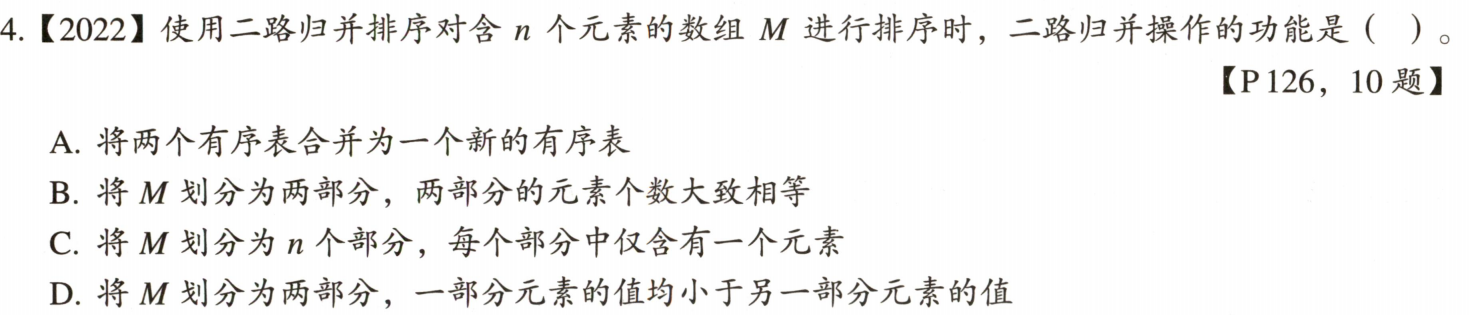 4.【2022】使用二路归并排序对含 n 个元素的数组 M 进行排序时，二路归并操作的功能是（ ）。
【P126，10 题】
A. 将两个有序表合并为一个新的有序表
B. 将 M 划分为两部分，两部分的元素个数大致相等
C. 将 M 划分为 n 个部分，每个部分中仅含有一个元素
D. 将 M 划分为两部分，一部分元素的值均小于另一部分元素的值